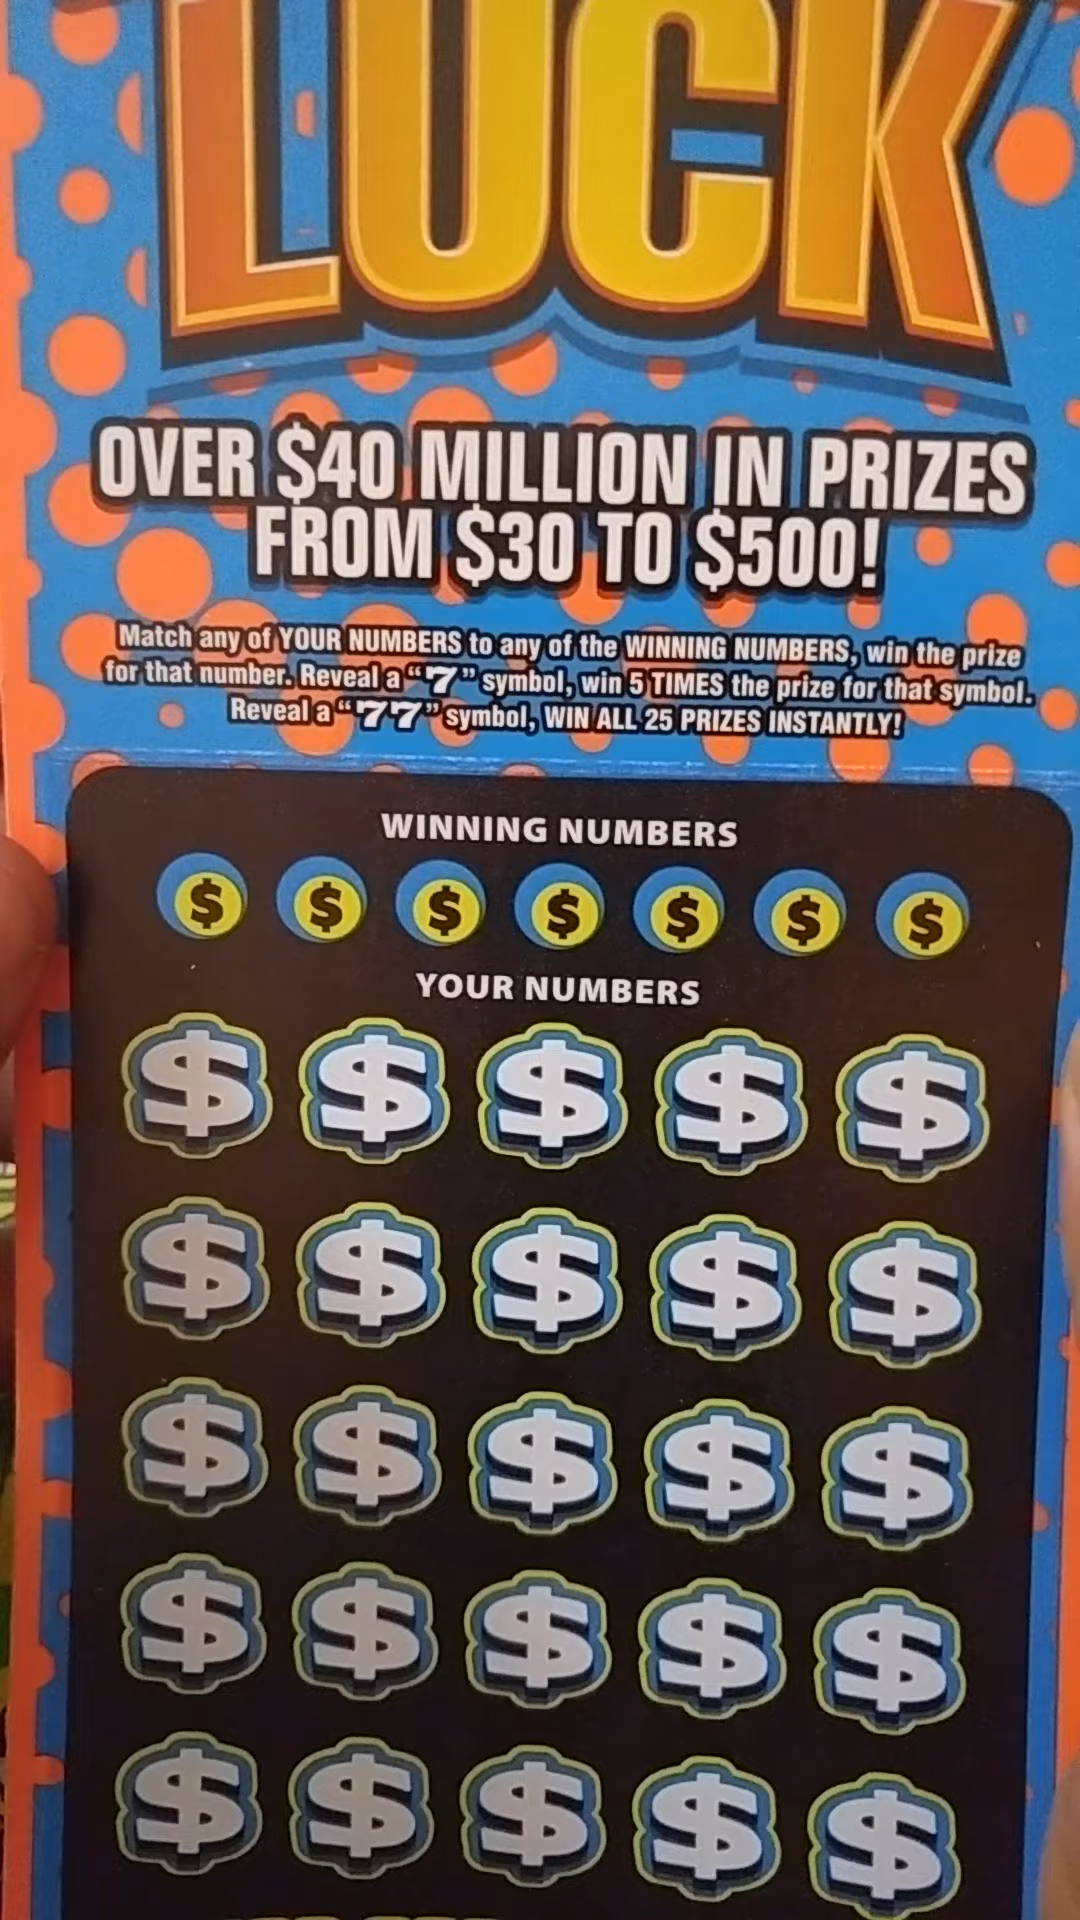 LUCK
OVER $40 MILLION IN PRIZES
FROM $30 TO $500!
Match any of YOUR NUMBERS to any of the WINNING NUMBERS, win the prize
for that number. Reveal a "7" symbol, win 5 TIMES the prize for that symbol.
Reveal a "77" symbol, WIN ALL 25 PRIZES INSTANTLY!
WINNING NUMBERS
$ $ $ $ $ $ $
YOUR NUMBERS
$ $ $ $ $
$ $ $ $ $
$ $ $ $ $
$ $ $ $ $
$ $ $ $ $